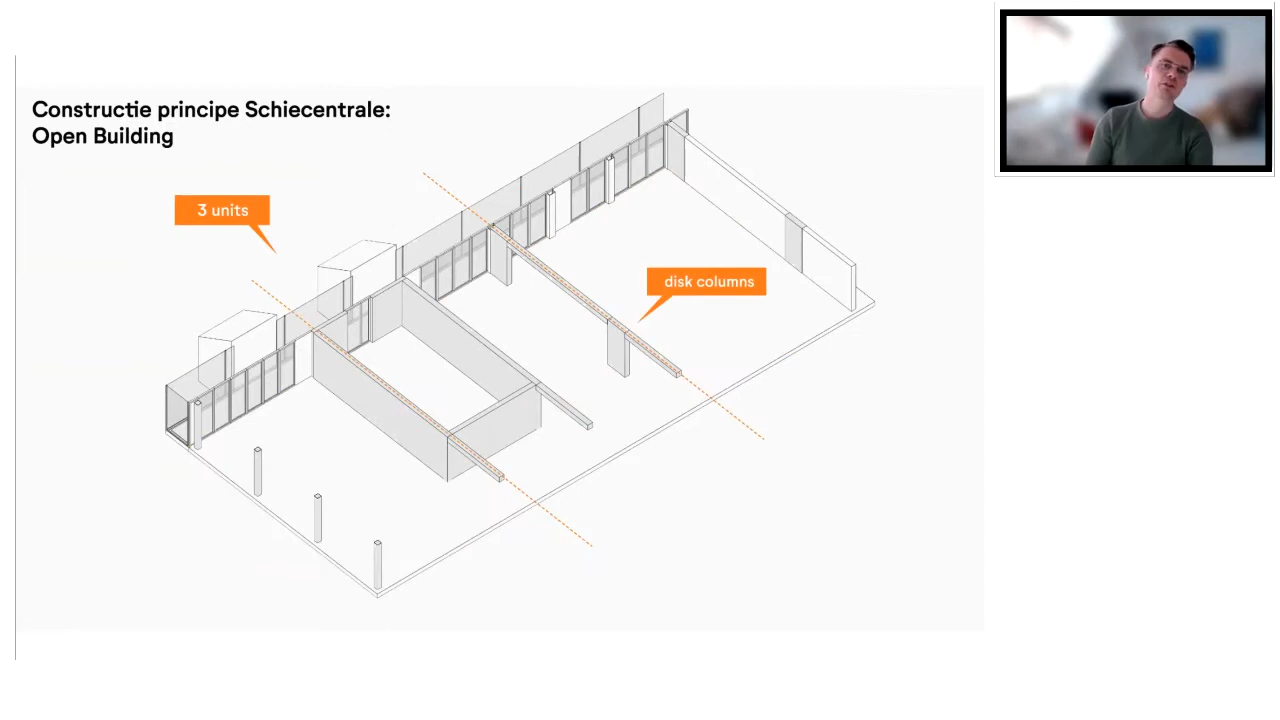 Constructie principe Schiecentrale:
Open Building
3 units
disk columns